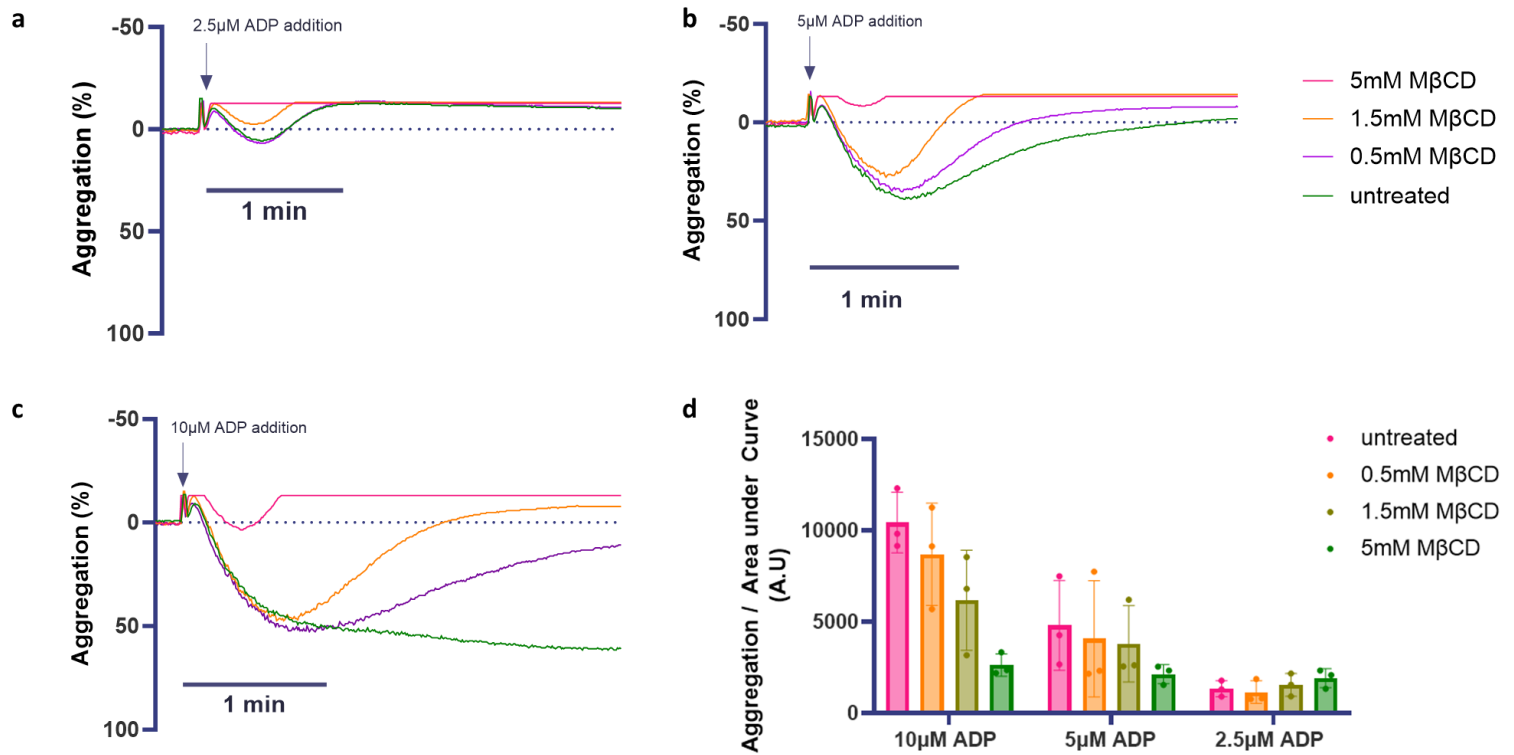 a
2.5µM ADP addition
-50
0
50
100
Aggregation (%)
1 min
b
5µM ADP addition
-50
0
50
100
Aggregation (%)
1 min
5mM MβCD
1.5mM MβCD
0.5mM MβCD
untreated
c
10µM ADP addition
-50
0
50
100
Aggregation (%)
1 min
d
Aggregation / Area under Curve
(A.U)
15000
10000
5000
0
10µM ADP
5µM ADP
2.5µM ADP
untreated
0.5mM MβCD
1.5mM MβCD
5mM MβCD